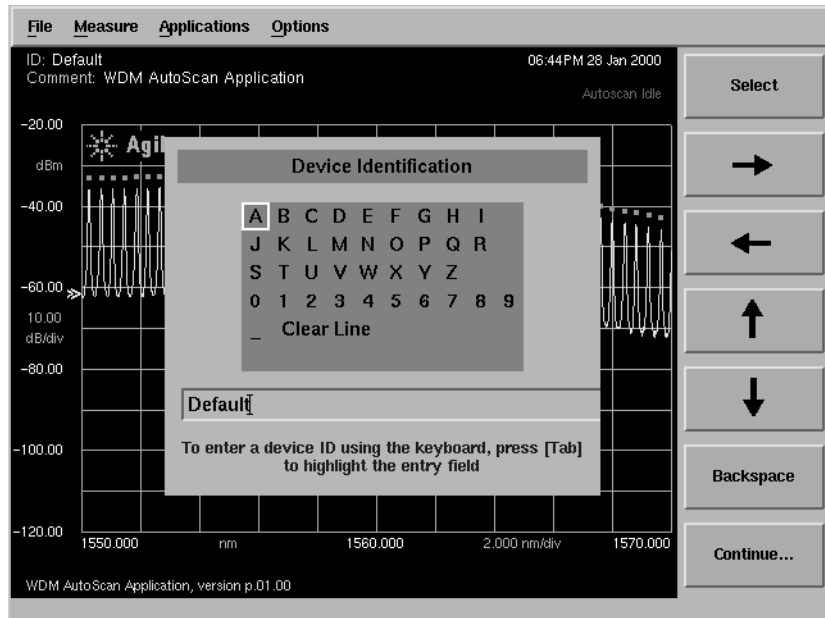 File Measure Applications Options
ID: Default
06:44PM 28 Jan 2000
Comment: WDM AutoScan Application
Autoscan Idle
Select
-20.00
dBm
-40.00
-60.00
10.00
dB/div
-80.00
-100.00
-120.00
Agil
Device Identification
A B C D E F G H I
J K L M N O P Q R
S T U V W X Y Z
0 1 2 3 4 5 6 7 8 9
_ Clear Line
Default
To enter a device ID using the keyboard, press [Tab]
to highlight the entry field
1550.000 nm 1560.000 2.000 nm/div 1570.000
WDM AutoScan Application, version p.01.00
Backspace
Continue...